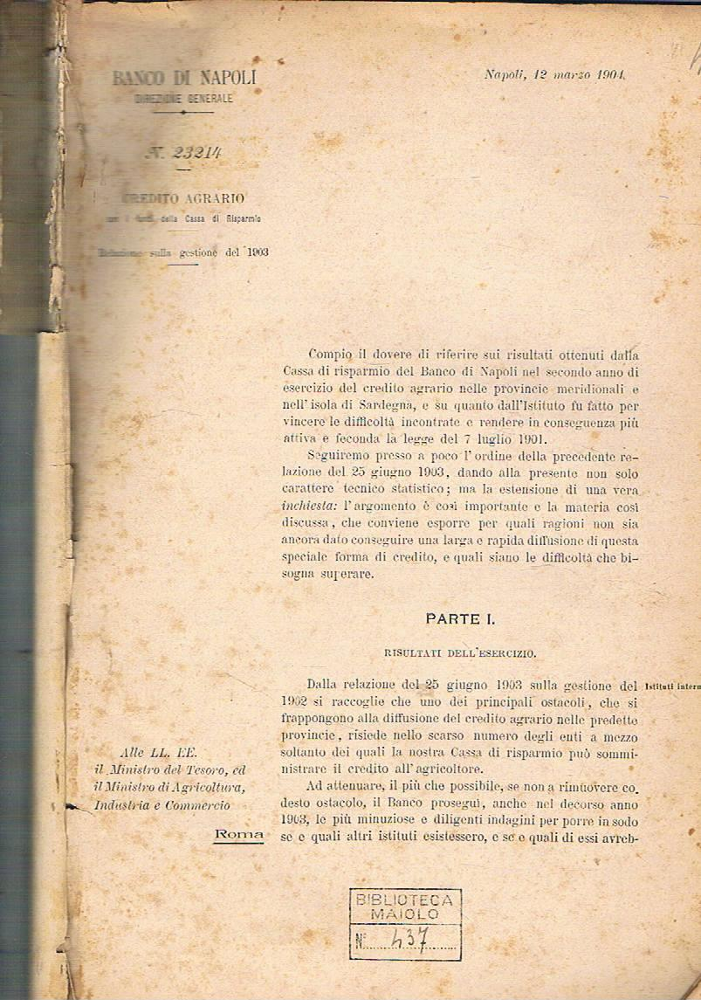 BANCO DI NAPOLI
DIREZIONE GENERALE
N. 23214
CREDITO AGRARIO
con i fondi della Cassa di Risparmio
Relazione sulla gestione del 1903
Napoli, 12 marzo 1904.
Compio il dovere di riferire sui risultati ottenuti dalla
Cassa di risparmio del Banco di Napoli nel secondo anno di
esercizio del credito agrario nelle provincie meridionali e
nell'isola di Sardegna, e su quanto dall'Istituto fu fatto per
vincere le difficoltà incontrate e rendere in conseguenza più
attiva e feconda la legge del 7 luglio 1901.
Seguiremo presso a poco l'ordine della precedente re-
lazione del 25 giugno 1903, dando alla presente non solo
carattere tecnico statistico; ma la estensione di una vera
inchiesta: l'argomento è così importante e la materia così
discussa, che conviene esporre per quali ragioni non sia
ancora dato conseguire una larga e rapida diffusione di questa
speciale forma di credito, e quali siano le difficoltà che bi-
sogna superare.
PARTE I.
RISULTATI DELL'ESERCIZIO.
Dalla relazione del 25 giugno 1903 sulla gestione del
1902 si raccoglie che uno dei principali ostacoli, che si
frappongono alla diffusione del credito agrario nelle predette
provincie, risiede nello scarso numero degli enti a mezzo
soltanto dei quali la nostra Cassa di risparmio può sommi-
nistrare il credito all'agricoltore.
Ad attenuare, il più che possibile, se non a rimuovere co-
desto ostacolo, il Banco proseguì, anche nel decorso anno
1903, le più minuziose e diligenti indagini per porre in sodo
se e quali altri istituti esistessero, e se e quali di essi avreb-
Istituti interm
Alle LL. EE.
il Ministro del Tesoro, ed
il Ministro di Agricoltura,
Industria e Commercio
Roma
BIBLIOTECA
MAIOLO
N° 437